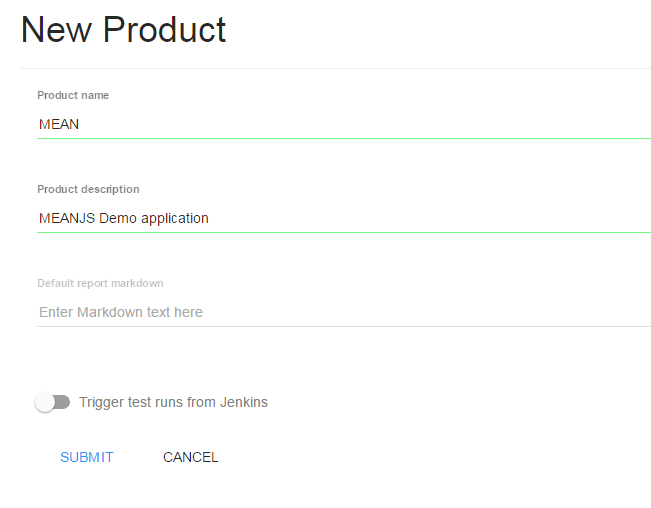 New Product
Product name
MEAN
Product description
MEANJS Demo application
Default report markdown
Enter Markdown text here
Trigger test runs from Jenkins
SUBMIT CANCEL